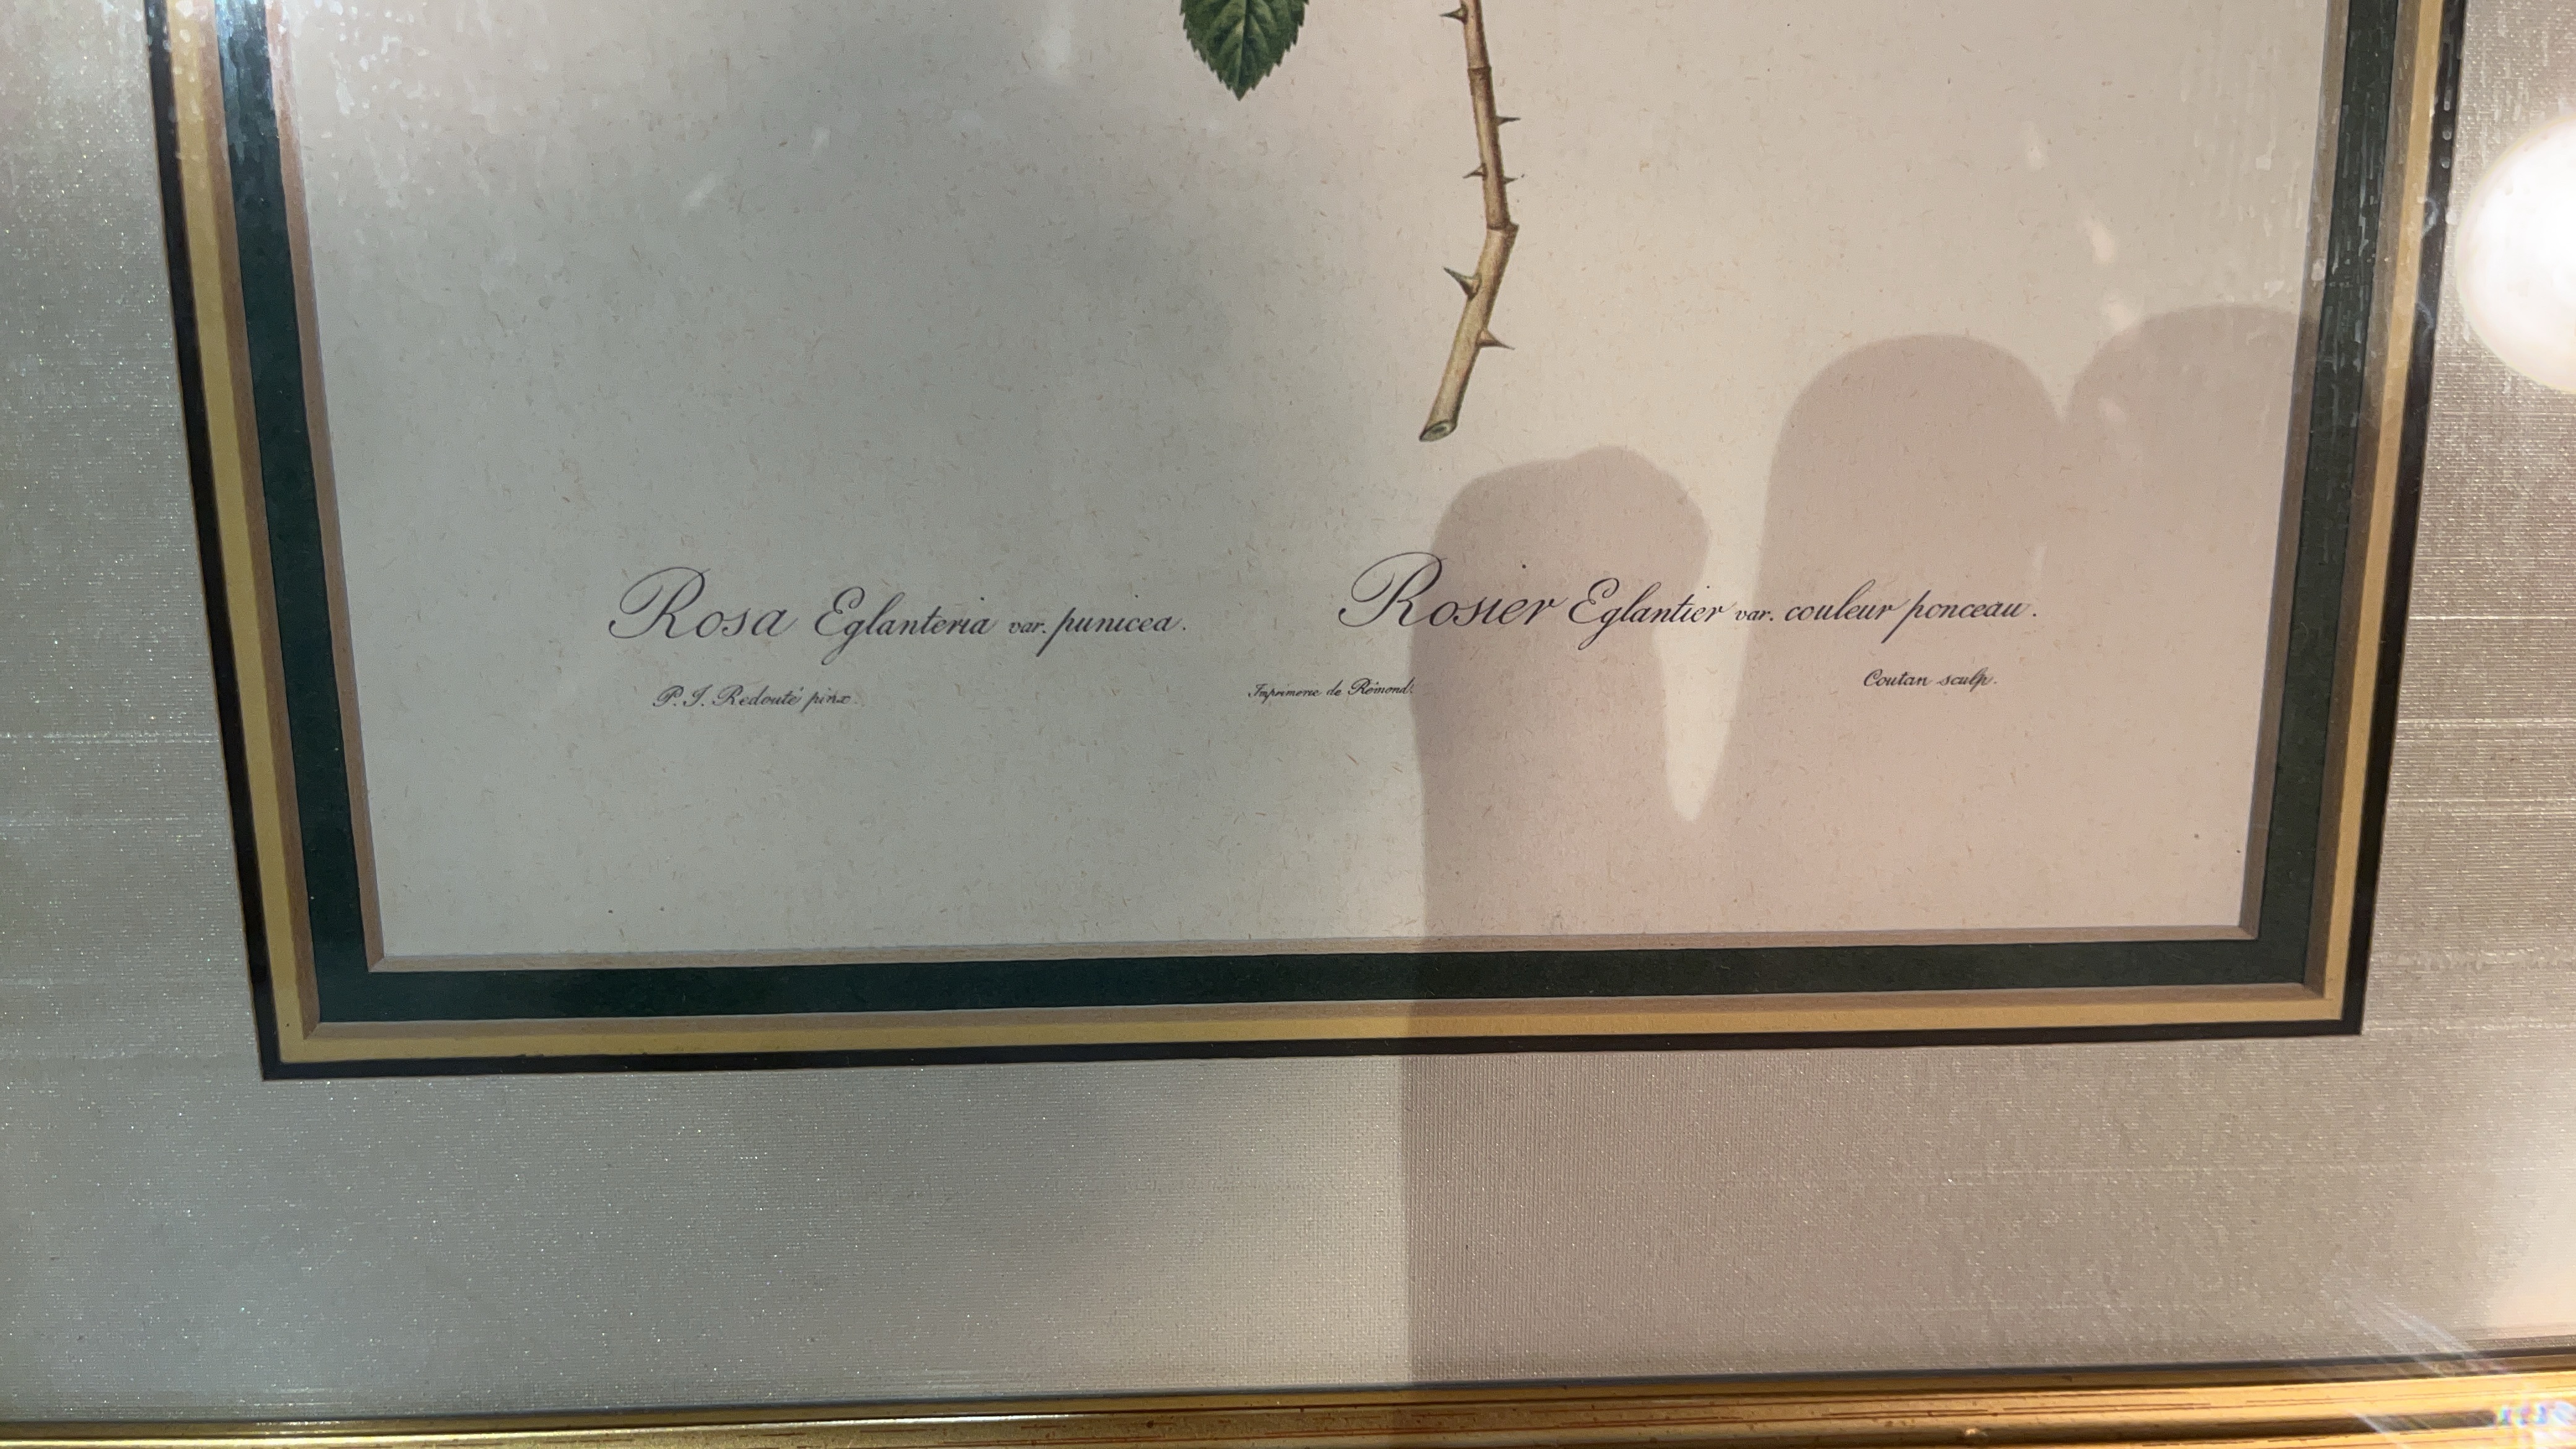 Rosa Eglanteria var. punicea. Rosier Eglantier var. couleur ponceau.
P. J. Redouté pinx. Imprimerie de Rémond. Coutan sculp.